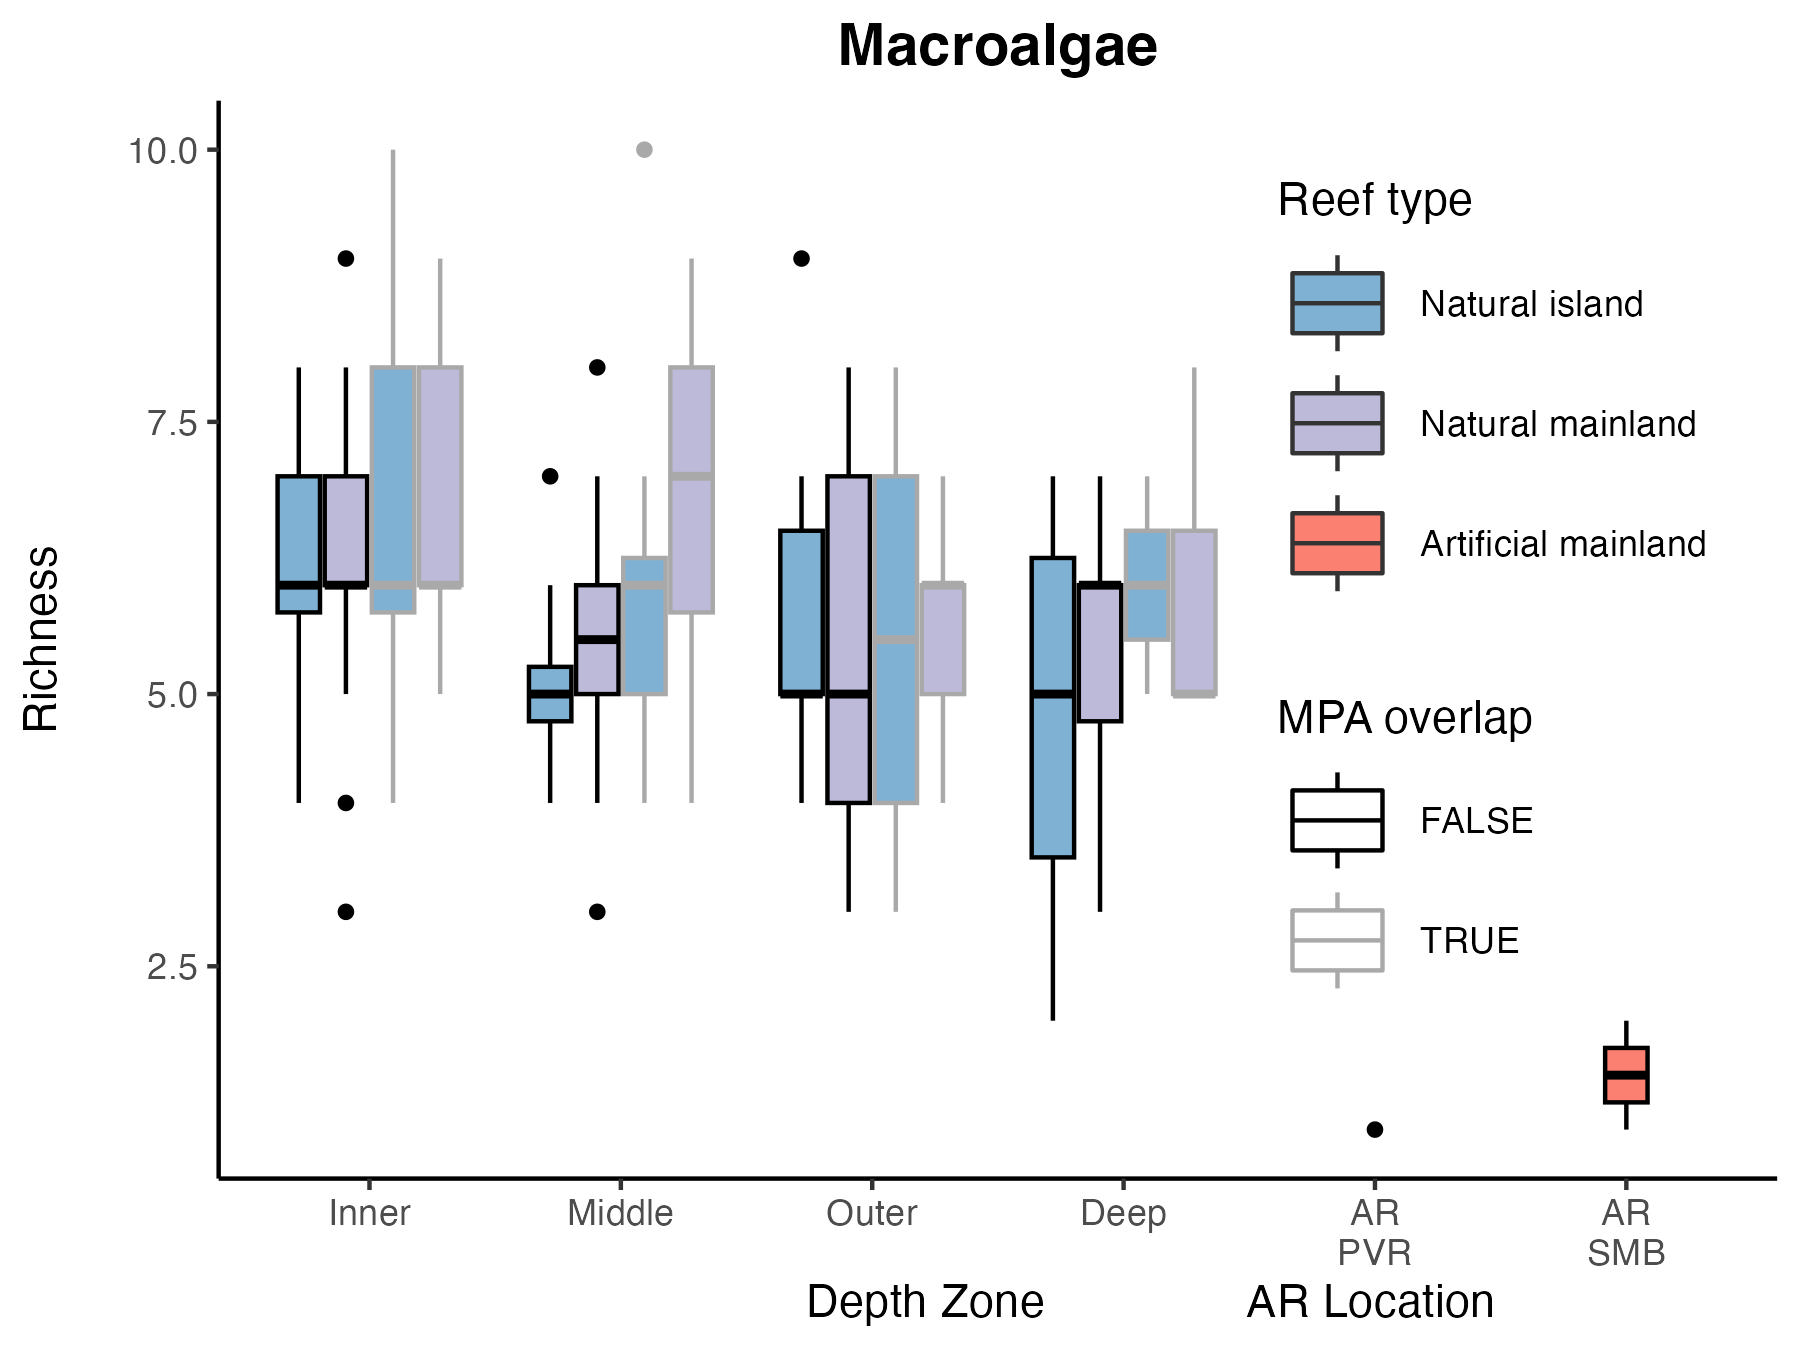 Macroalgae
Richness
10.0
7.5
5.0
2.5
Reef type
Natural island
Natural mainland
Artificial mainland
MPA overlap
FALSE
TRUE
Inner
Middle
Outer
Deep
AR
PVR
AR
SMB
Depth Zone
AR Location